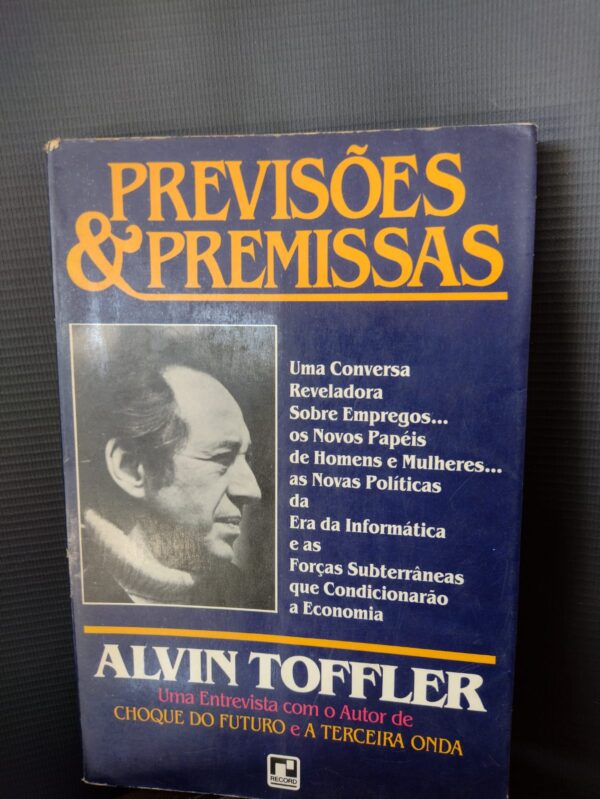 PREVISÕES
& PREMISSAS
Uma Conversa
Reveladora
Sobre Empregos...
os Novos Papéis
de Homens e Mulheres...
as Novas Políticas
da
Era da Informática
e as
Forças Subterrâneas
que Condicionarão
a Economia
ALVIN TOFFLER
Uma Entrevista com o Autor de
CHOQUE DO FUTURO e A TERCEIRA ONDA
RECORD